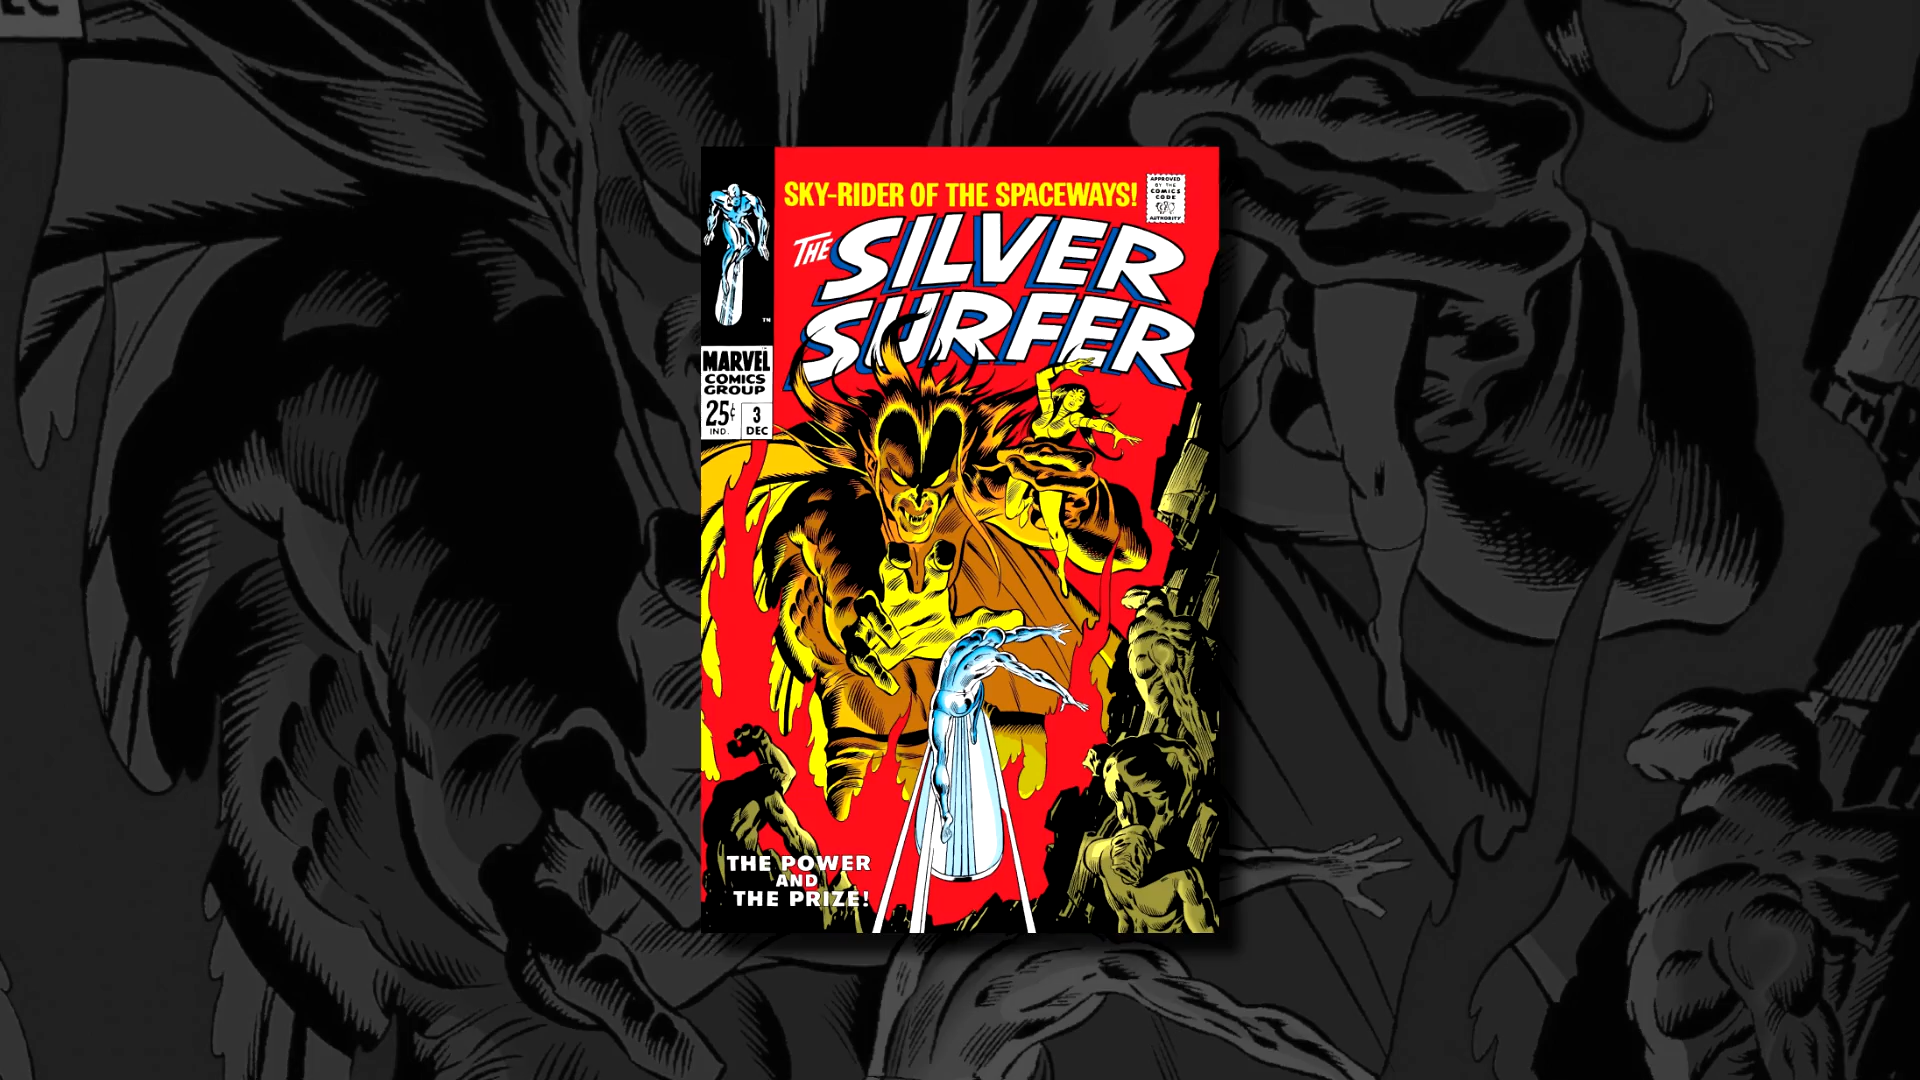 SKY-RIDER OF THE SPACEWAYS!
APPROVED
BY THE
COMICS
CODE
AUTHORITY
THE SILVER
SURFER
TM
MARVEL
COMICS
GROUP
25¢
IND.
3
DEC
THE POWER
AND
THE PRIZE!